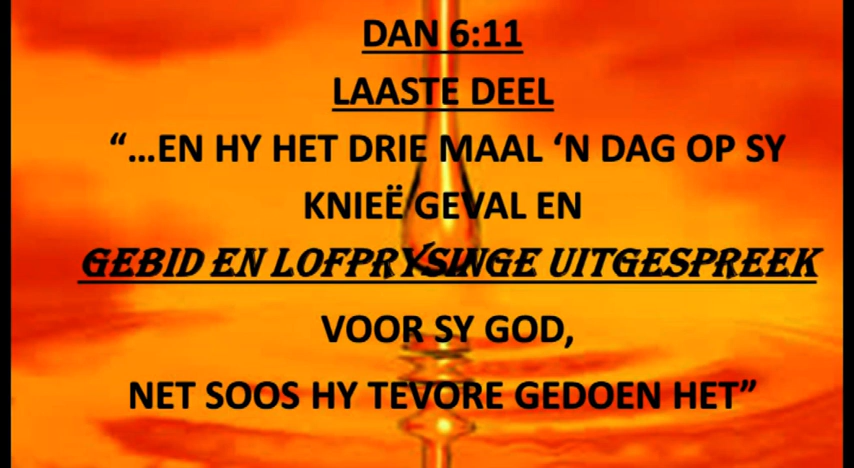 DAN 6:11
LAASTE DEEL
“...EN HY HET DRIE MAAL ‘N DAG OP SY
KNIEË GEVAL EN
GEBID EN LOFPRYSINGE UITGESPREEK
VOOR SY GOD,
NET SOOS HY TEVORE GEDOEN HET”